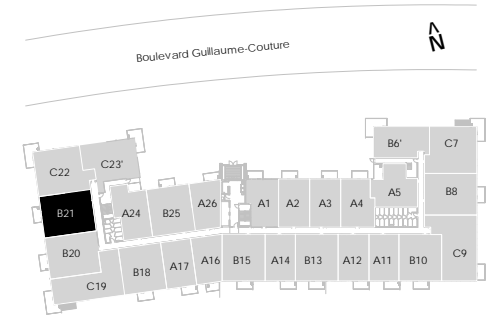 Boulevard Guillaume-Couture
N
B6'
C7
C23'
C22
A5
B8
B21
A24
B25
A26
A1
A2
A3
A4
B20
C19
B18
A17
A16
B15
A14
B13
A12
A11
B10
C9